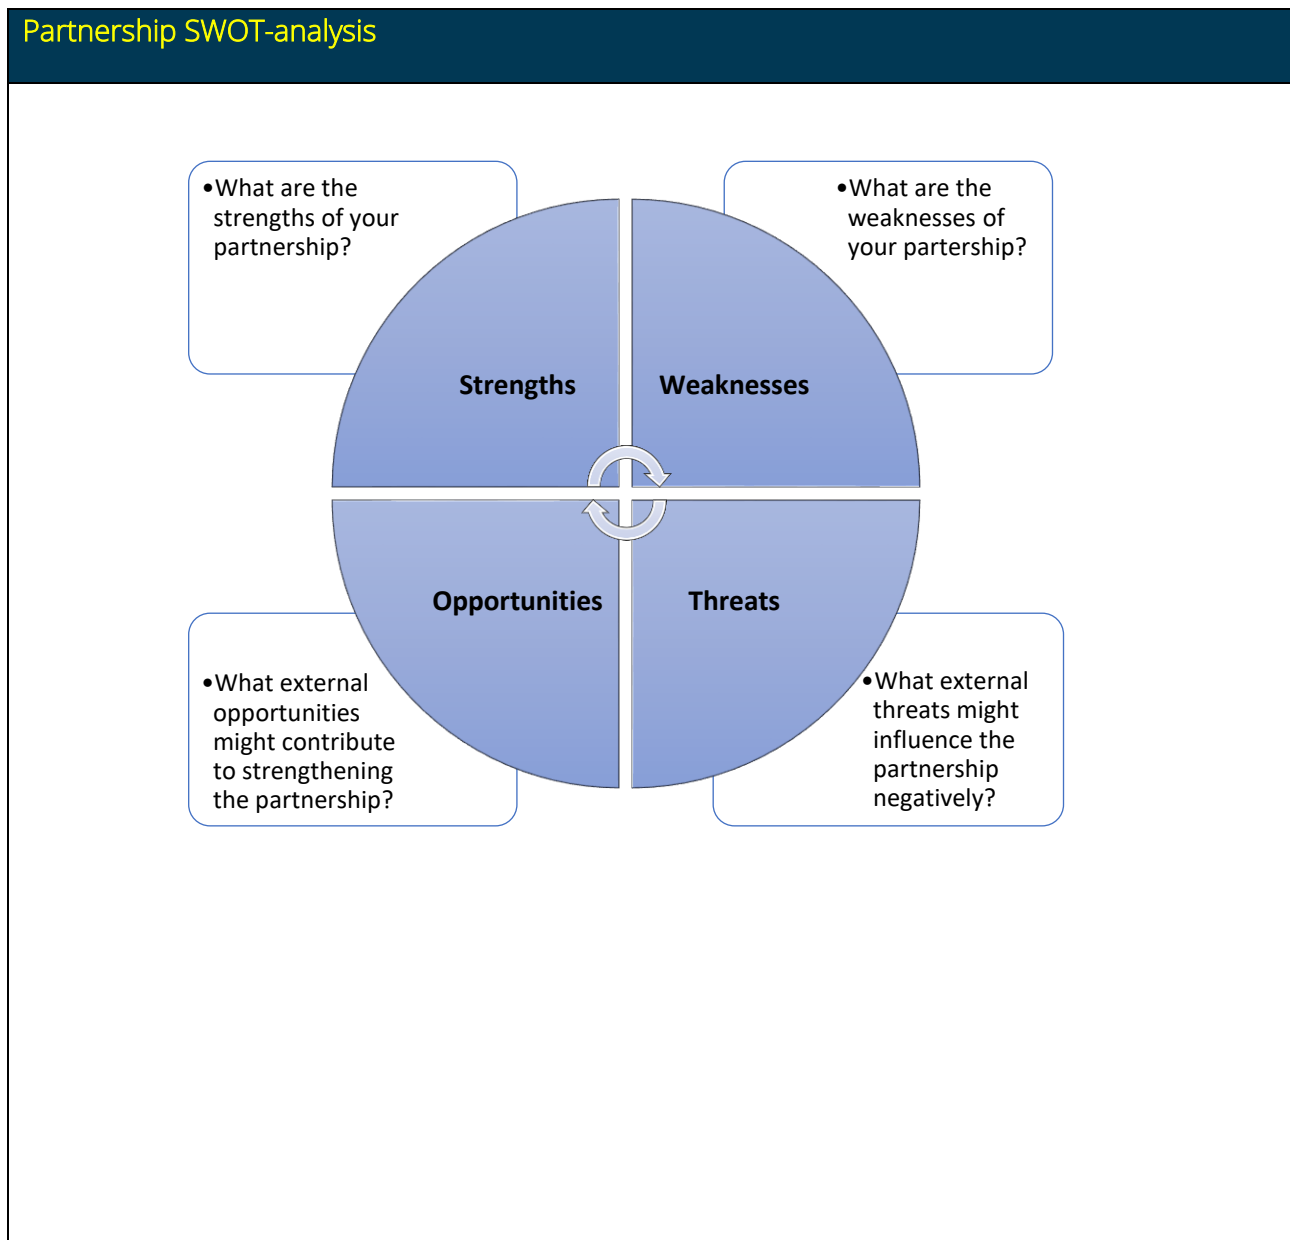 Partnership SWOT-analysis
•What are the
strengths of your
partnership?
•What are the
weaknesses of
your partership?
Strengths
Weaknesses
Opportunities
Threats
•What external
opportunities
might contribute
to strengthening
the partnership?
•What external
threats might
influence the
partnership
negatively?